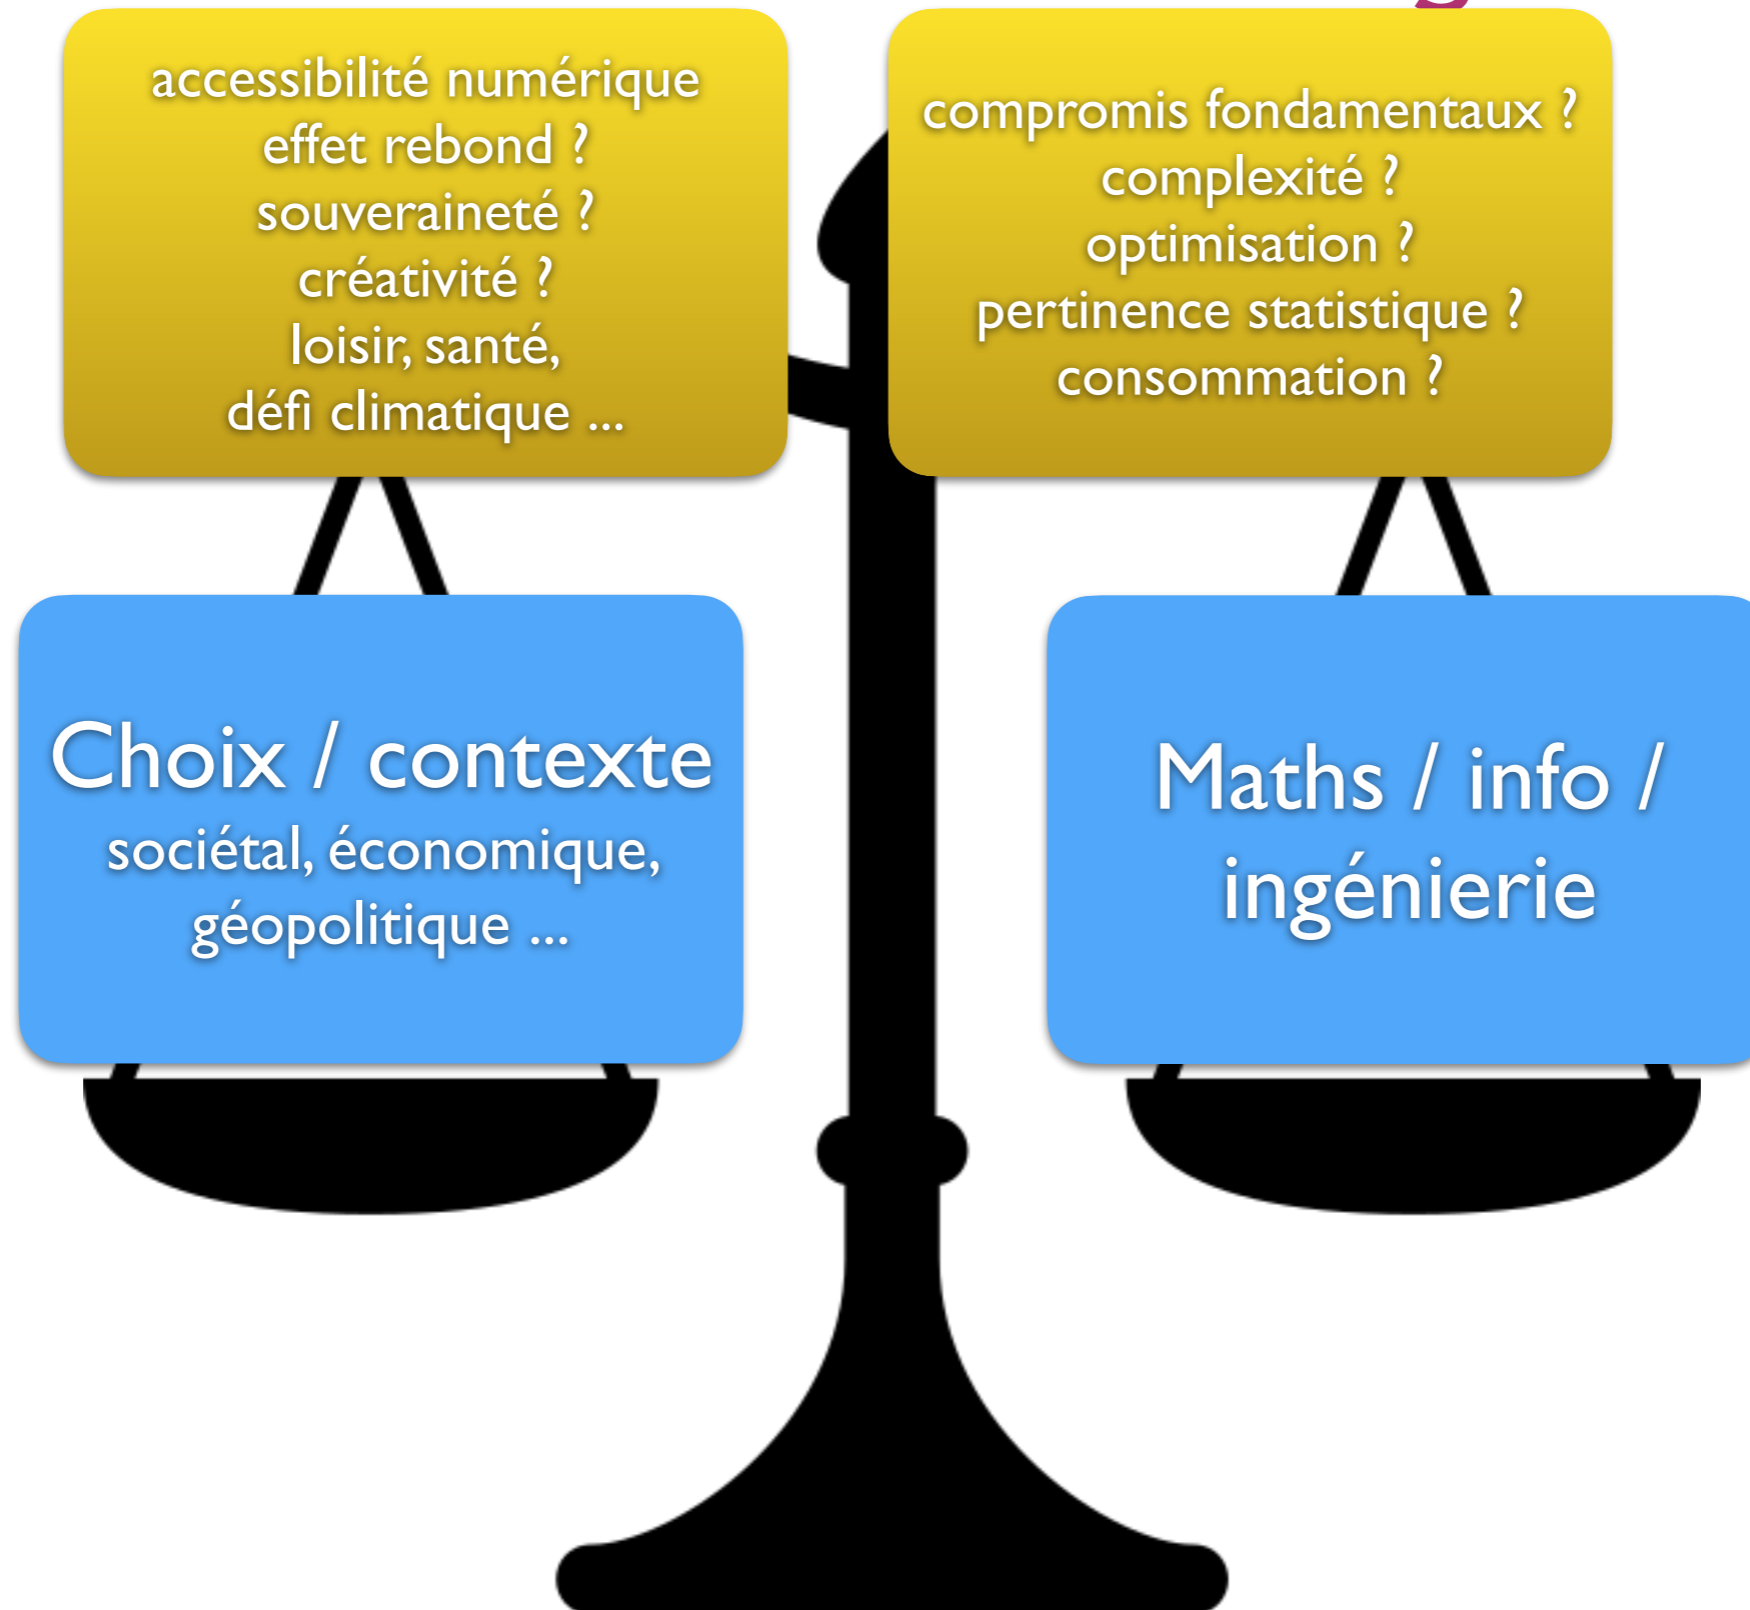 accessibilité numérique
effet rebond ?
souveraineté ?
créativité ?
loisir, santé,
défi climatique ...
compromis fondamentaux ?
complexité ?
optimisation ?
pertinence statistique ?
consommation ?
Choix / contexte
sociétal, économique,
géopolitique ...
Maths / info /
ingénierie